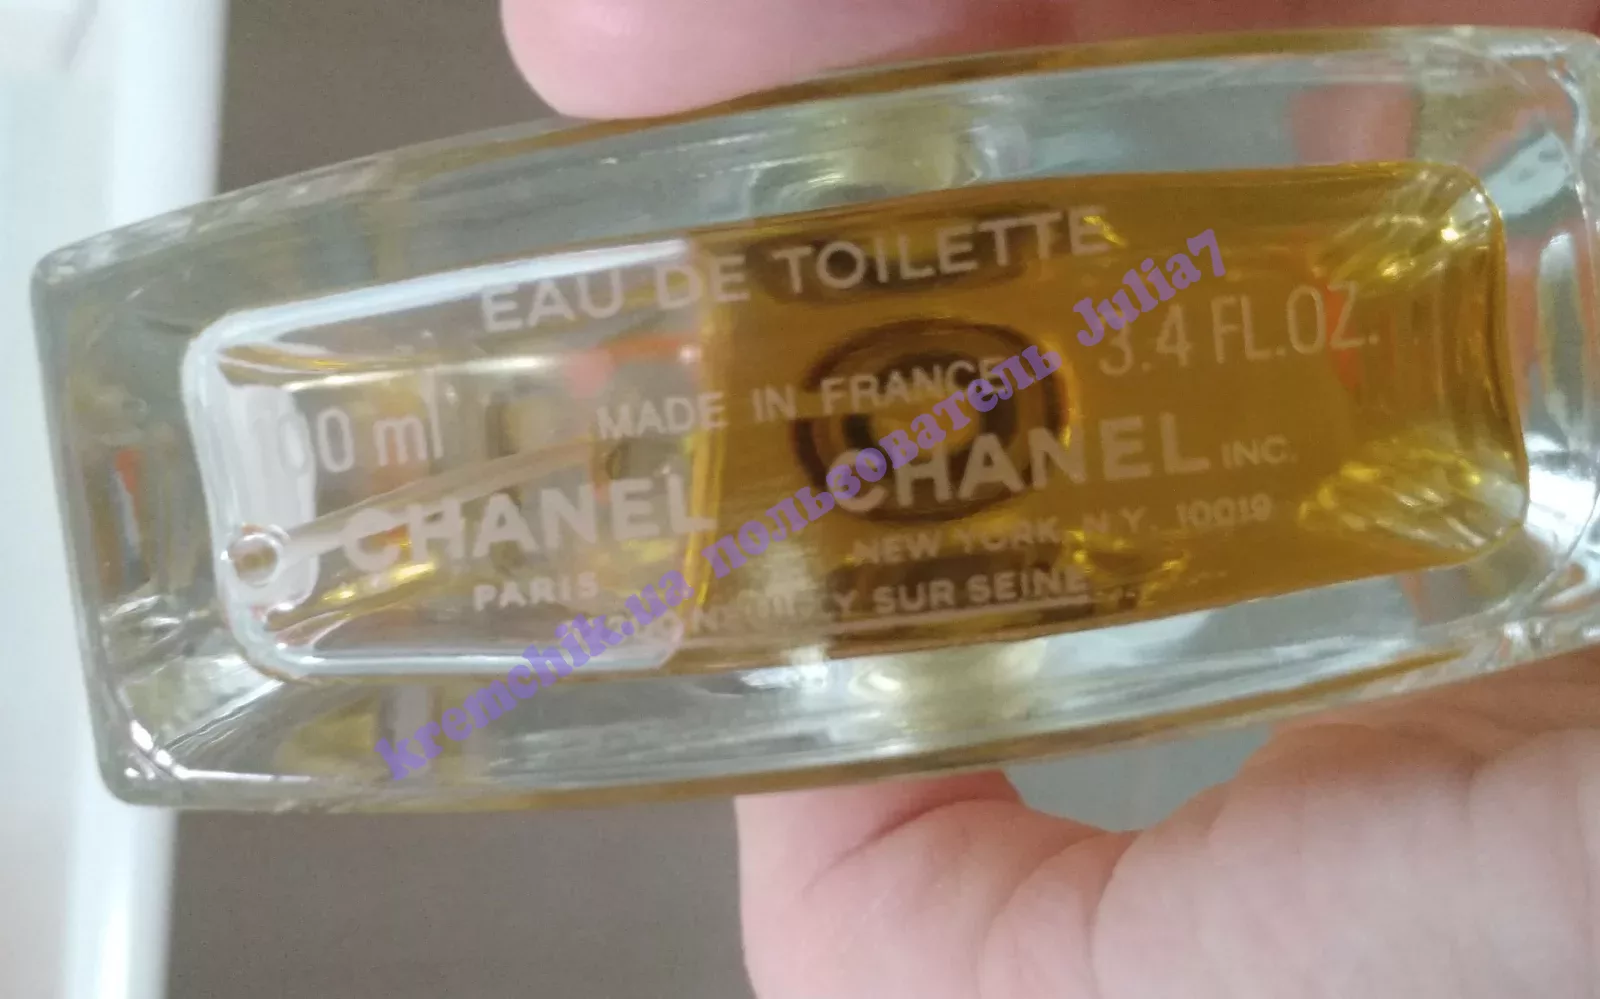 EAU DE TOILETTE
100 ml MADE IN FRANCE 3.4 FL.OZ.
CHANEL CHANEL INC.
PARIS NEW YORK, N.Y. 10019
SUR SEINE
kremchik.ua пользователь Julia7